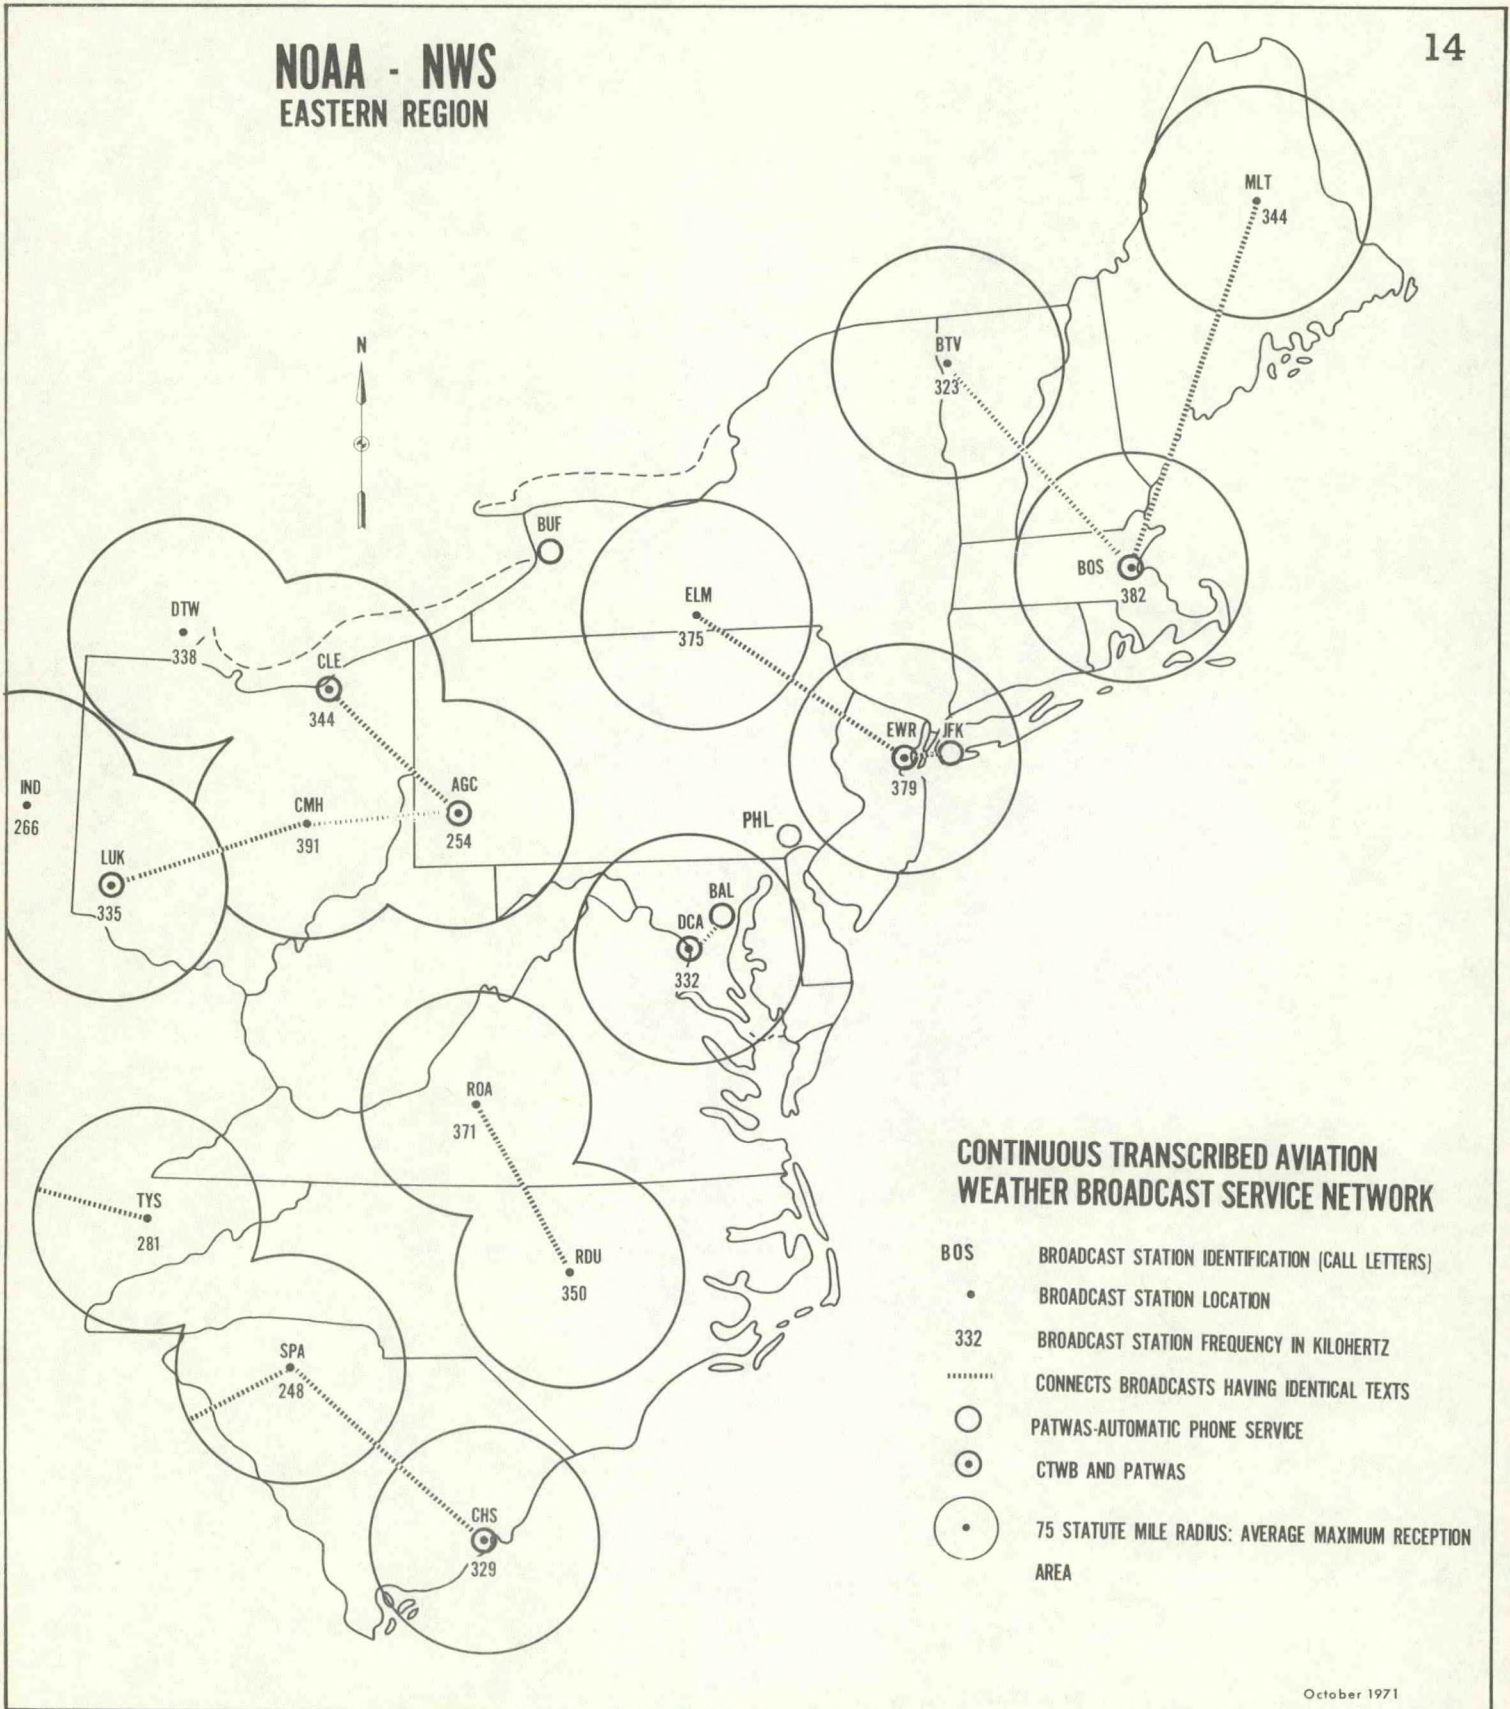 14
NOAA - NWS
EASTERN REGION
MLT
344
N
BTV
323
BUF
BOS
382
ELM
375
DTW
338
CLE
344
EWR
JFK
379
IND
266
CMH
391
AGC
254
PHL
LUK
335
BAL
DCA
332
ROA
371
TYS
281
RDU
350
SPA
248
CHS
329
CONTINUOUS TRANSCRIBED AVIATION
WEATHER BROADCAST SERVICE NETWORK
BOS BROADCAST STATION IDENTIFICATION (CALL LETTERS)
BROADCAST STATION LOCATION
332 BROADCAST STATION FREQUENCY IN KILOHERTZ
CONNECTS BROADCASTS HAVING IDENTICAL TEXTS
PATWAS-AUTOMATIC PHONE SERVICE
CTWB AND PATWAS
75 STATUTE MILE RADIUS: AVERAGE MAXIMUM RECEPTION
AREA
October 1971